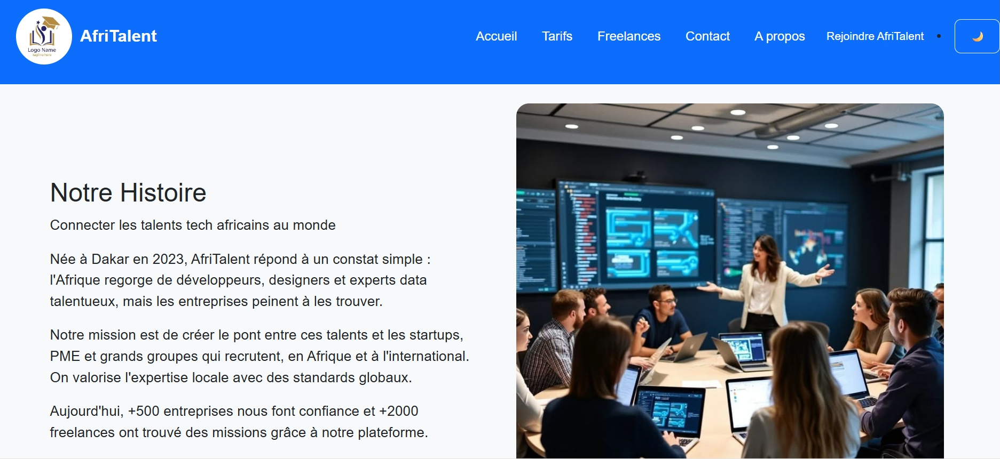 Logo Name
tagline here
AfriTalent
Accueil
Tarifs
Freelances
Contact
A propos
Rejoindre AfriTalent
Notre Histoire
Connecter les talents tech africains au monde
Née à Dakar en 2023, AfriTalent répond à un constat simple :
l'Afrique regorge de développeurs, designers et experts data
talentueux, mais les entreprises peinent à les trouver.
Notre mission est de créer le pont entre ces talents et les startups,
PME et grands groupes qui recrutent, en Afrique et à l'international.
On valorise l'expertise locale avec des standards globaux.
Aujourd'hui, +500 entreprises nous font confiance et +2000
freelances ont trouvé des missions grâce à notre plateforme.